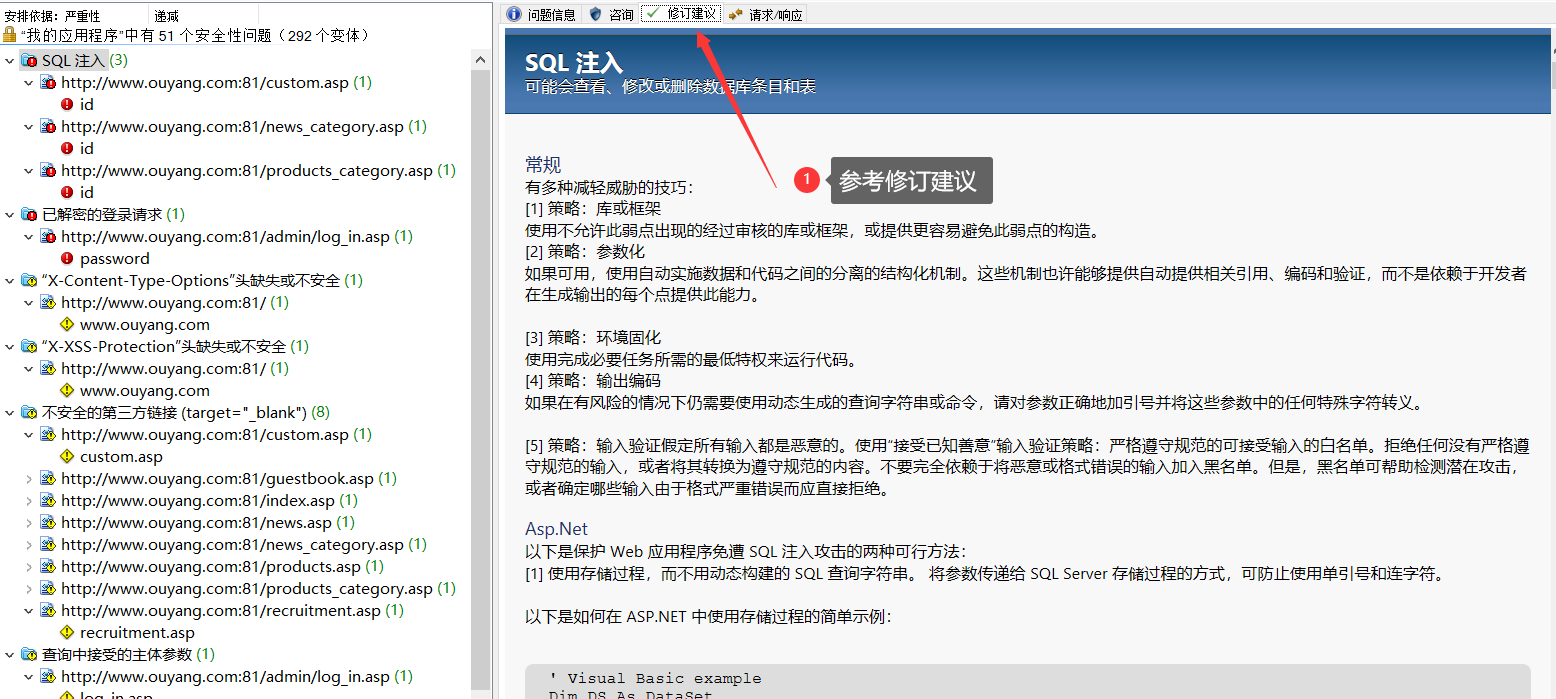 安排依据：严重性 递减
"我的应用程序"中有 51 个安全性问题（292 个变体）
SQL 注入 (3)
http://www.ouyang.com:81/custom.asp (1)
id
http://www.ouyang.com:81/news_category.asp (1)
id
http://www.ouyang.com:81/products_category.asp (1)
id
已解密的登录请求 (1)
http://www.ouyang.com:81/admin/log_in.asp (1)
password
"X-Content-Type-Options"头缺失或不安全 (1)
http://www.ouyang.com:81/ (1)
www.ouyang.com
"X-XSS-Protection"头缺失或不安全 (1)
http://www.ouyang.com:81/ (1)
www.ouyang.com
不安全的第三方链接 (target="_blank") (8)
http://www.ouyang.com:81/custom.asp (1)
custom.asp
http://www.ouyang.com:81/guestbook.asp (1)
http://www.ouyang.com:81/index.asp (1)
http://www.ouyang.com:81/news.asp (1)
http://www.ouyang.com:81/news_category.asp (1)
http://www.ouyang.com:81/products.asp (1)
http://www.ouyang.com:81/products_category.asp (1)
http://www.ouyang.com:81/recruitment.asp (1)
recruitment.asp
查询中接受的主体参数 (1)
http://www.ouyang.com:81/admin/log_in.asp (1)
log_in.asp
问题信息 咨询 修订建议 请求/响应
SQL 注入
可能会查看、修改或删除数据库条目和表
1 参考修订建议
常规
有多种减轻威胁的技巧：
[1] 策略：库或框架
使用不允许此弱点出现的经过审核的库或框架，或提供更容易避免此弱点的构造。
[2] 策略：参数化
如果可用，使用自动实施数据和代码之间的分离的结构化机制。这些机制也许能够提供自动提供相关引用、编码和验证，而不是依赖于开发者
在生成输出的每个点提供此能力。
[3] 策略：环境固化
使用完成必要任务所需的最低特权来运行代码。
[4] 策略：输出编码
如果在有风险的情况下仍需要使用动态生成的查询字符串或命令，请对参数正确地加引号并将这些参数中的任何特殊字符转义。
[5] 策略：输入验证假定所有输入都是恶意的。使用“接受已知善意”输入验证策略：严格遵守规范的可接受输入的白名单。拒绝任何没有严格遵
守规范的输入，或者将其转换为遵守规范的内容。不要完全依赖于将恶意或格式错误的输入加入黑名单。但是，黑名单可帮助检测潜在攻击，
或者确定哪些输入由于格式严重错误而应直接拒绝。
Asp.Net
以下是保护 Web 应用程序免遭 SQL 注入攻击的两种可行方法：
[1] 使用存储过程，而不用动态构建的 SQL 查询字符串。 将参数传递给 SQL Server 存储过程的方式，可防止使用单引号和连字符。
以下是如何在 ASP.NET 中使用存储过程的简单示例：
' Visual Basic example
Dim DS As DataSet